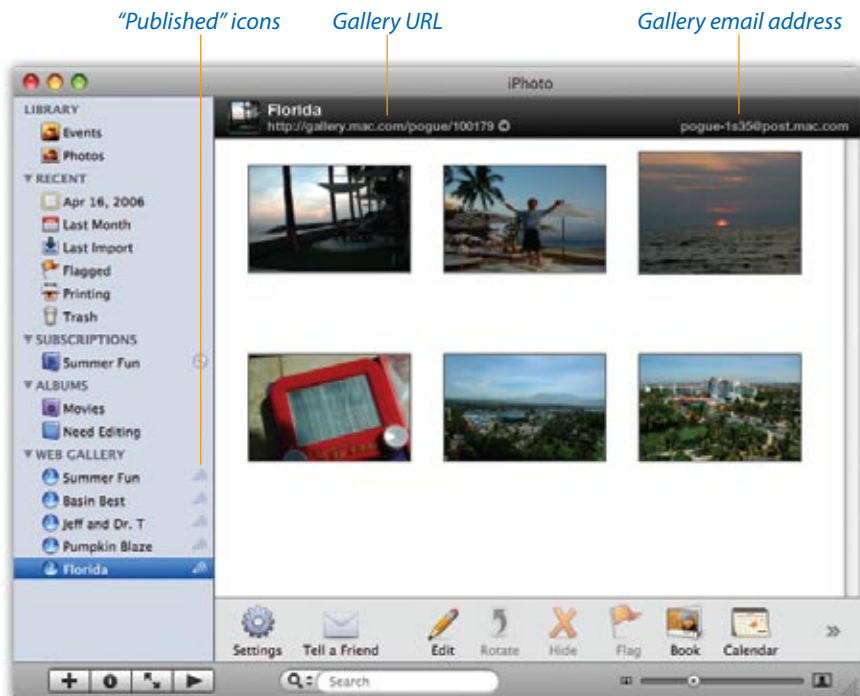 “Published” icons Gallery URL Gallery email address
iPhoto
LIBRARY
Events
Photos
RECENT
Apr 16, 2006
Last Month
Last Import
Flagged
Printing
Trash
SUBSCRIPTIONS
Summer Fun
ALBUMS
Movies
Need Editing
WEB GALLERY
Summer Fun
Basin Best
Jeff and Dr. T
Pumpkin Blaze
Florida
Florida
http://gallery.mac.com/pogue/100179
pogue-1s35@post.mac.com
Settings Tell a Friend Edit Rotate Hide Flag Book Calendar
Search